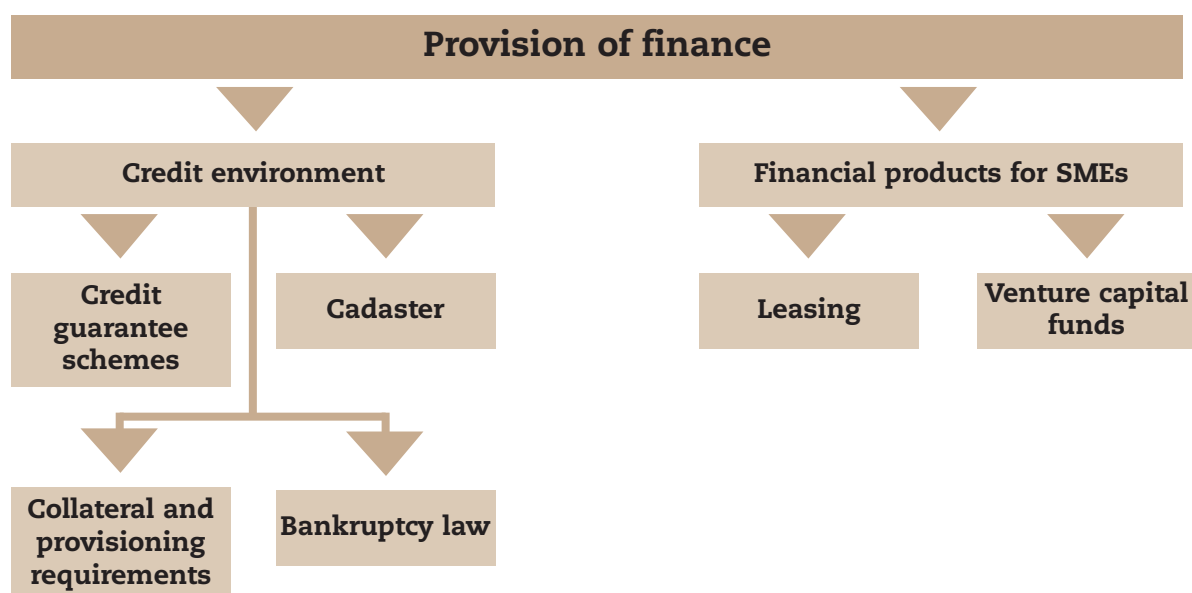 Provision of finance
Credit environment
Financial products for SMEs
Credit
guarantee
schemes
Cadaster
Leasing
Venture capital
funds
Collateral and
provisioning
requirements
Bankruptcy law